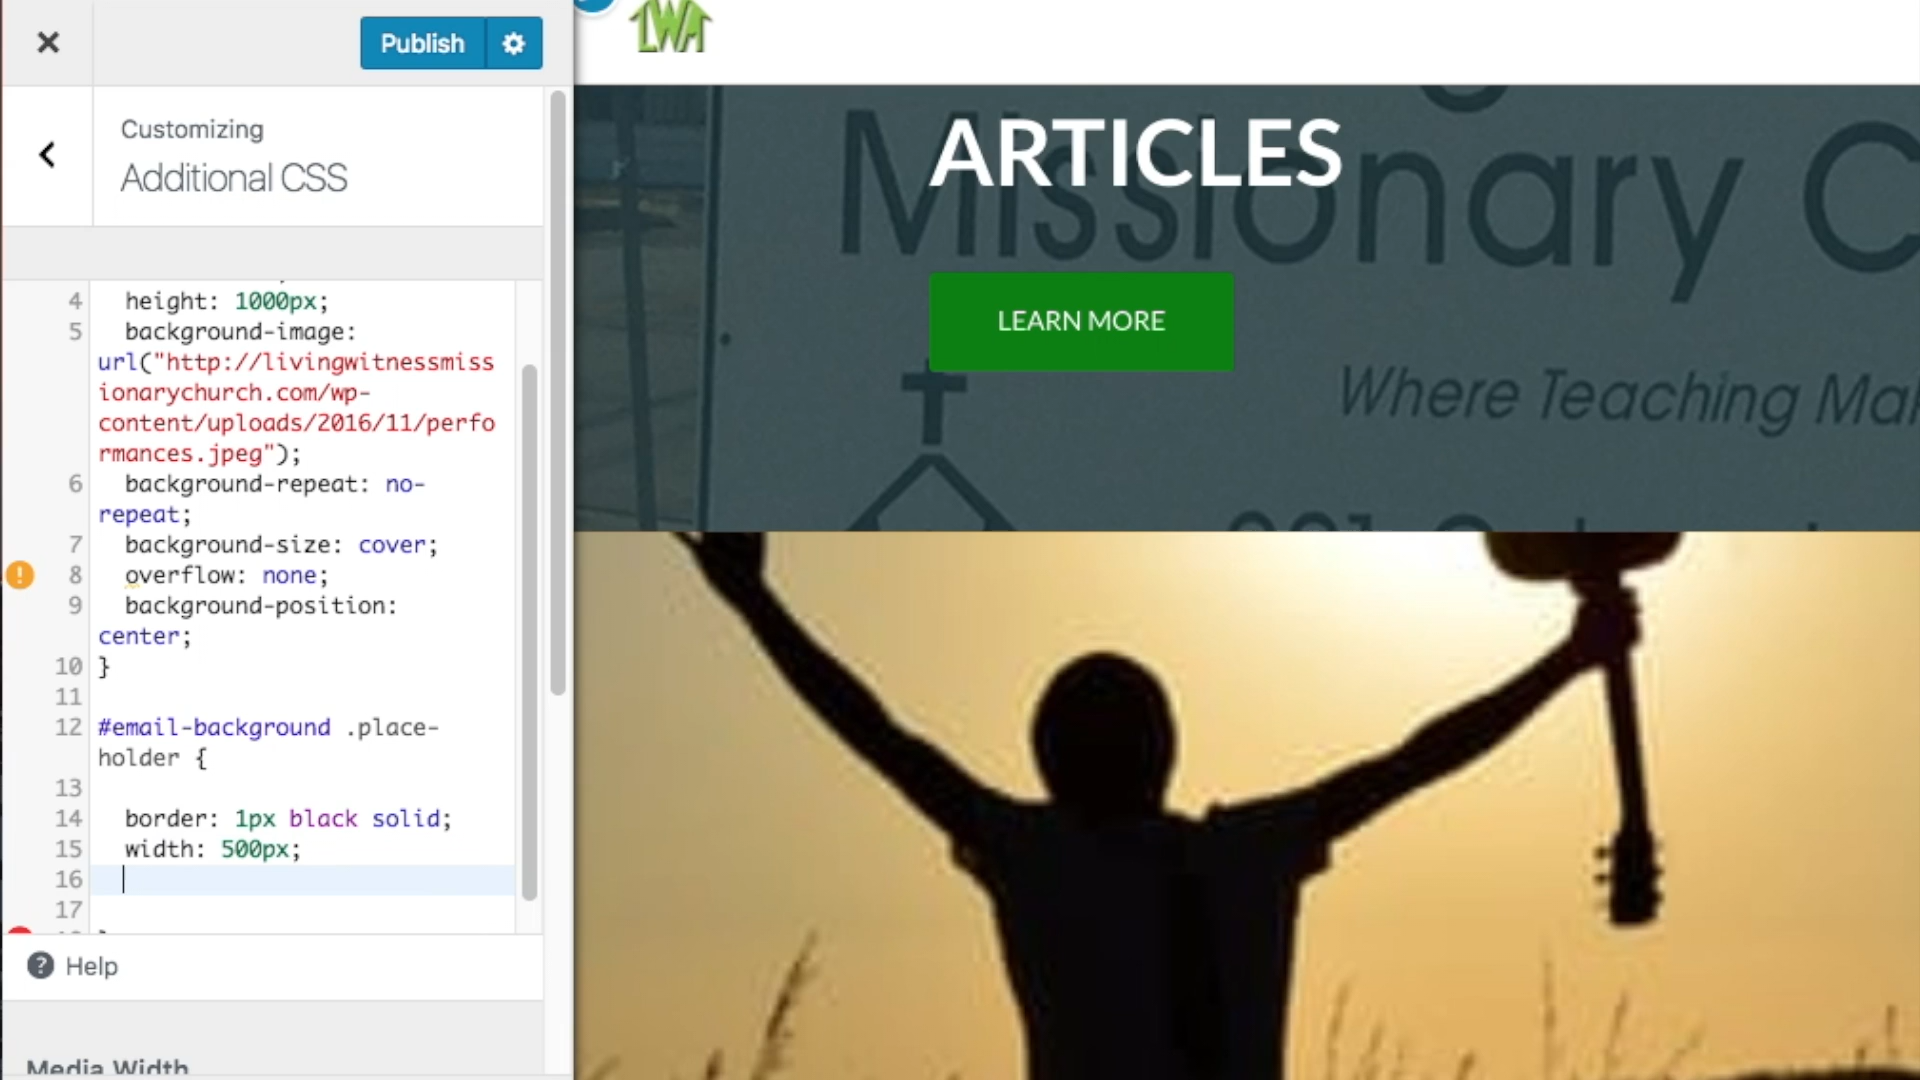 Publish
LWA
Customizing
Additional CSS
4 height: 1000px;
5 background-image:
url("http://livingwitnessmiss
ionarychurch.com/wp-
content/uploads/2016/11/perfo
rmances.jpeg");
6 background-repeat: no-
repeat;
7 background-size: cover;
8 overflow: none;
9 background-position:
center;
10 }
11
12 #email-background .place-
holder {
13
14 border: 1px black solid;
15 width: 500px;
16
17
Help
Media Width
ARTICLES
Missionary C
LEARN MORE
Where Teaching